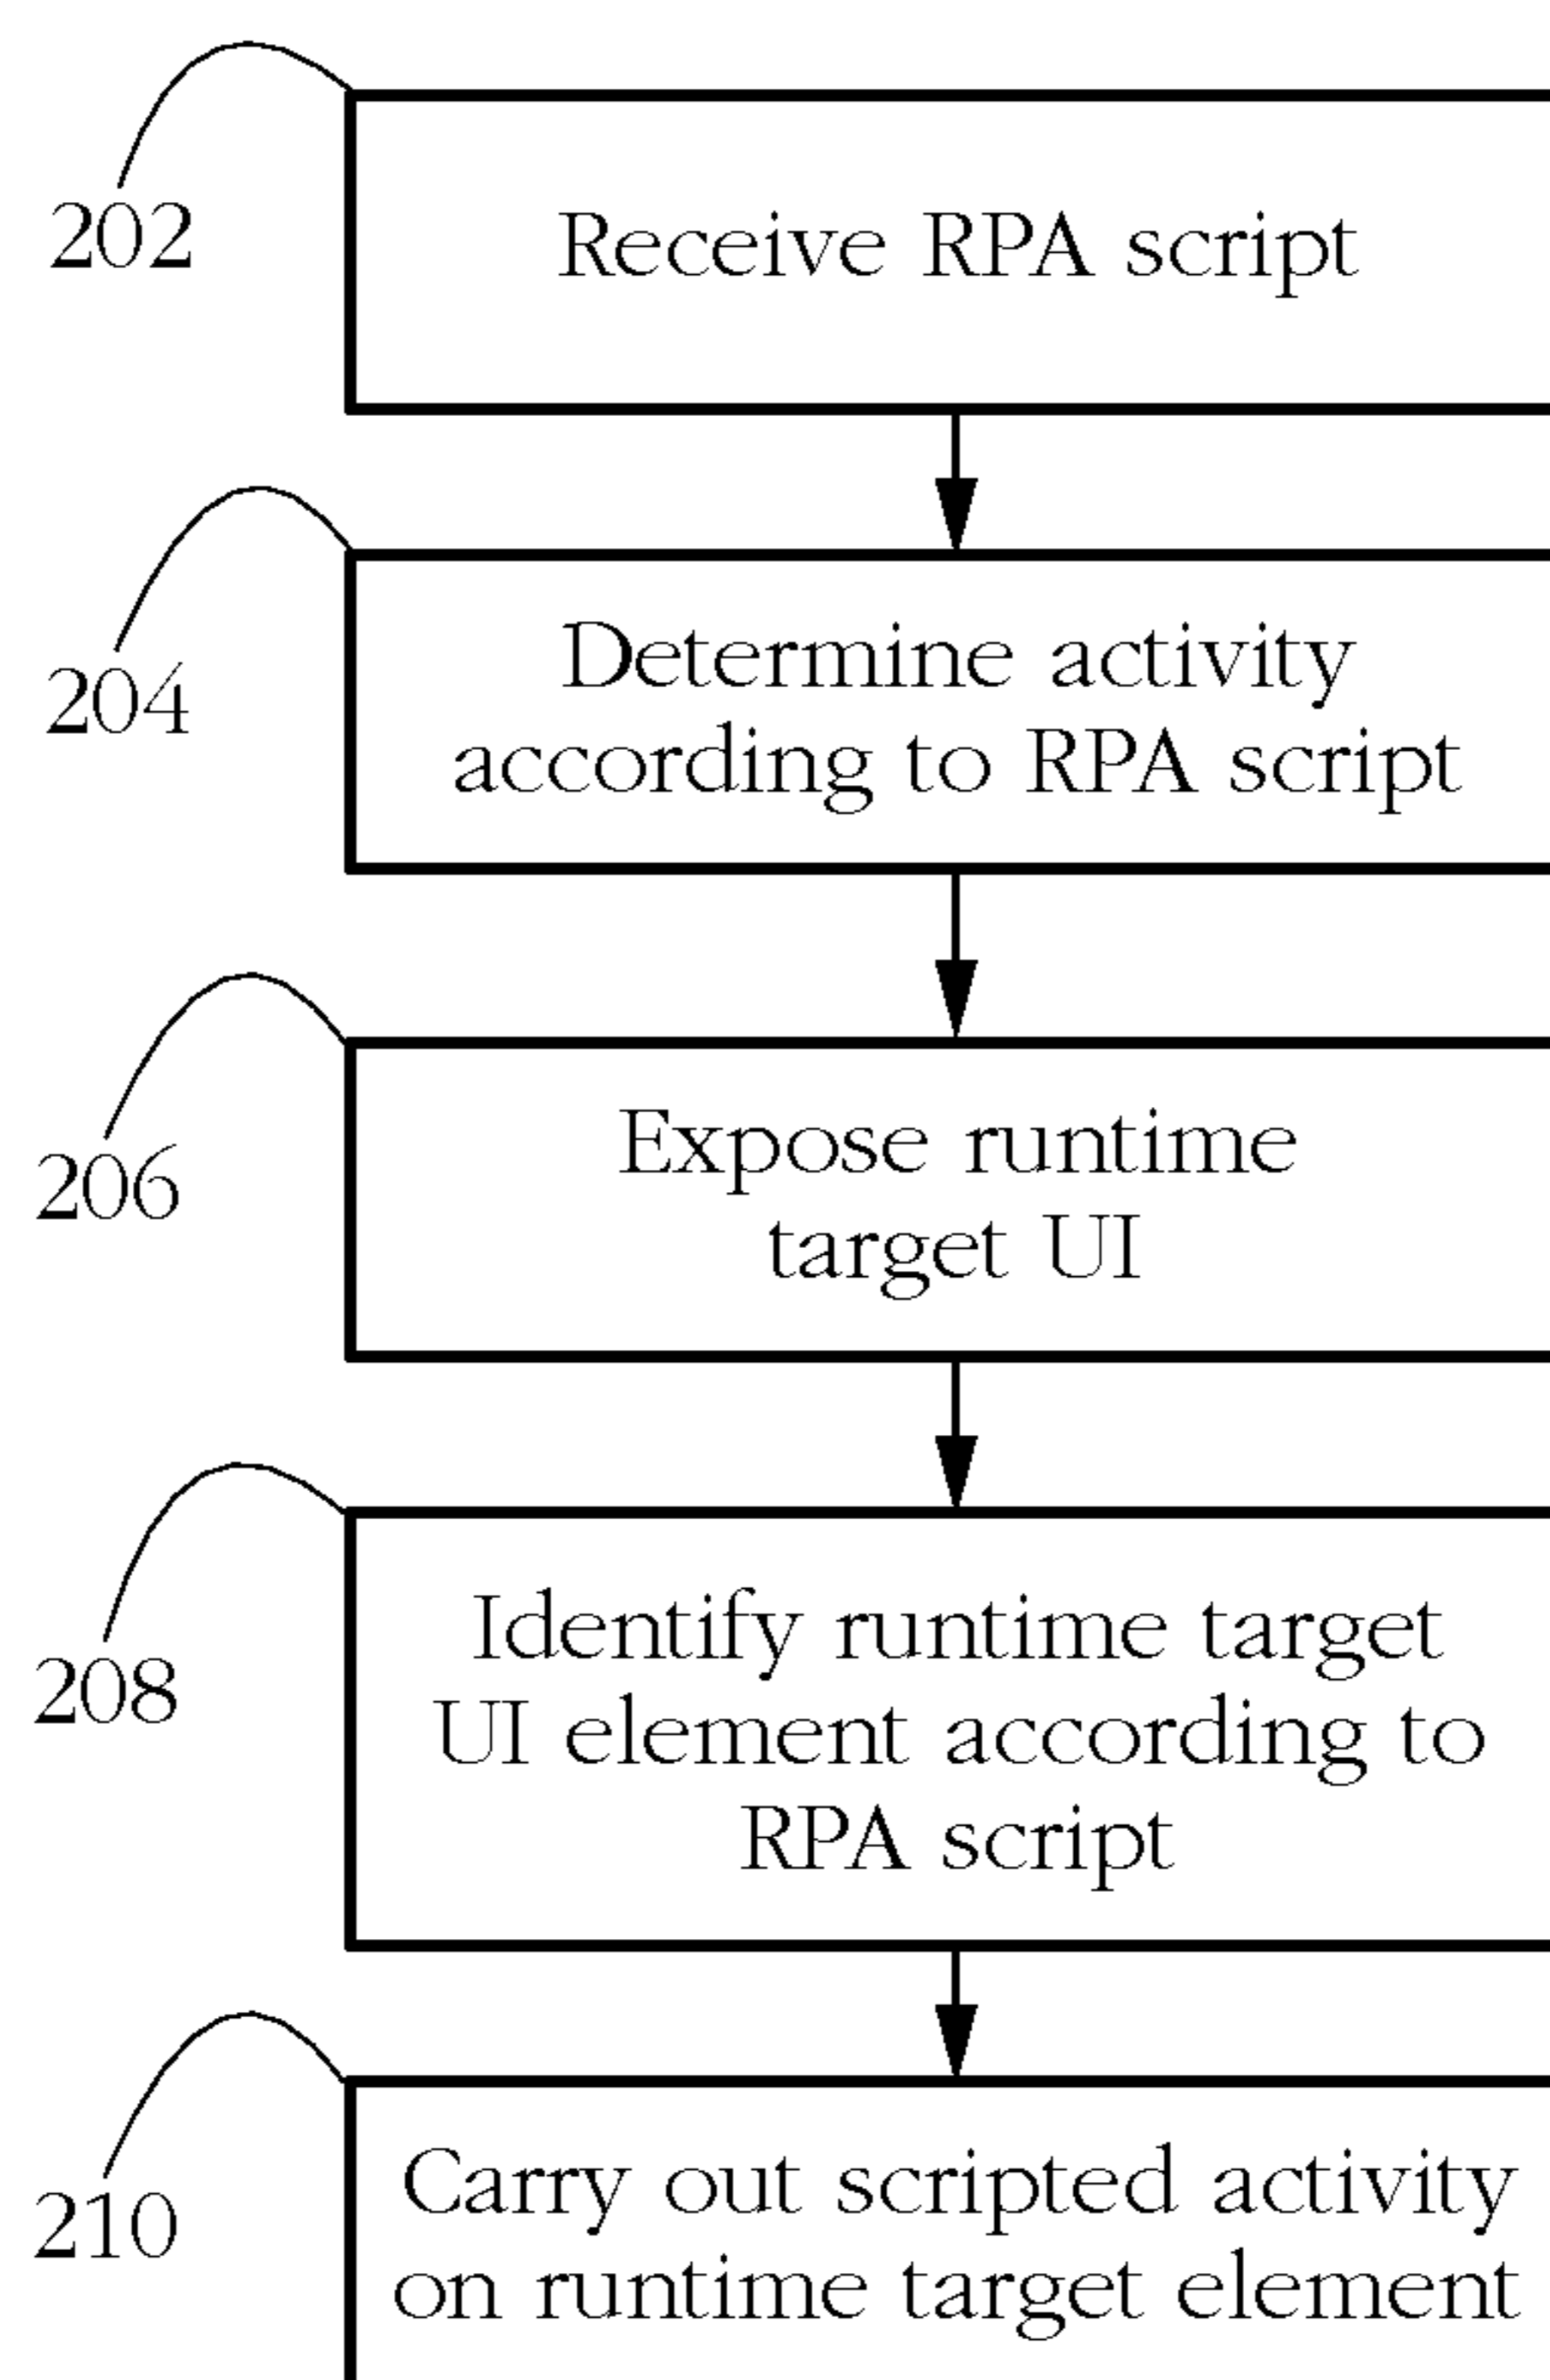 202
Receive RPA script
204
Determine activity
according to RPA script
206
Expose runtime
target UI
208
Identify runtime target
UI element according to
RPA script
210
Carry out scripted activity
on runtime target element